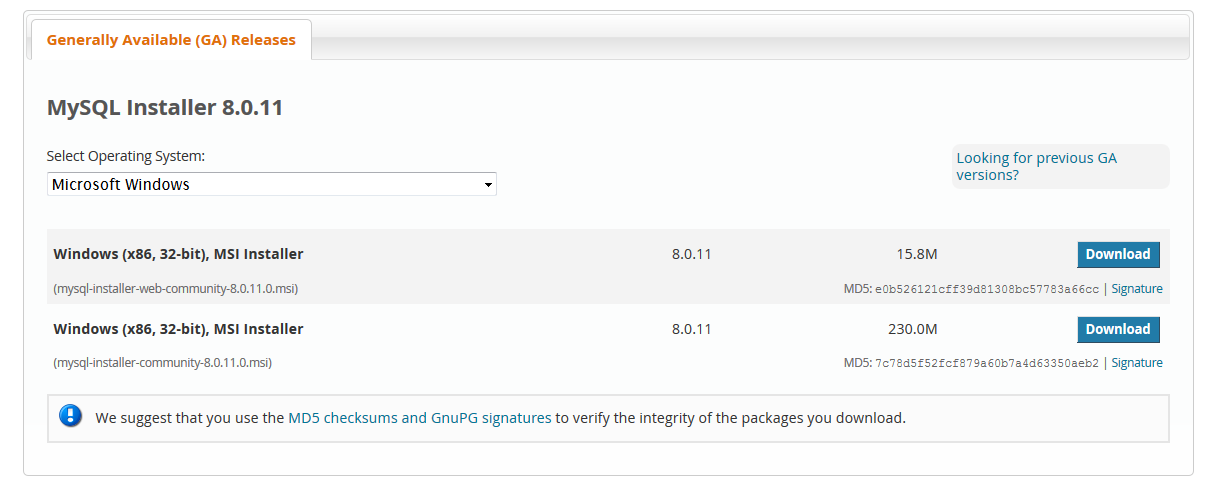 Generally Available (GA) Releases
MySQL Installer 8.0.11
Select Operating System:
Microsoft Windows
Looking for previous GA
versions?
Windows (x86, 32-bit), MSI Installer 8.0.11 15.8M Download
(mysql-installer-web-community-8.0.11.0.msi) MD5: e0b526121cff39d81308bc57783a66cc | Signature
Windows (x86, 32-bit), MSI Installer 8.0.11 230.0M Download
(mysql-installer-community-8.0.11.0.msi) MD5: 7c78d5f52fcf879a60b7a4d63350aeb2 | Signature
We suggest that you use the MD5 checksums and GnuPG signatures to verify the integrity of the packages you download.